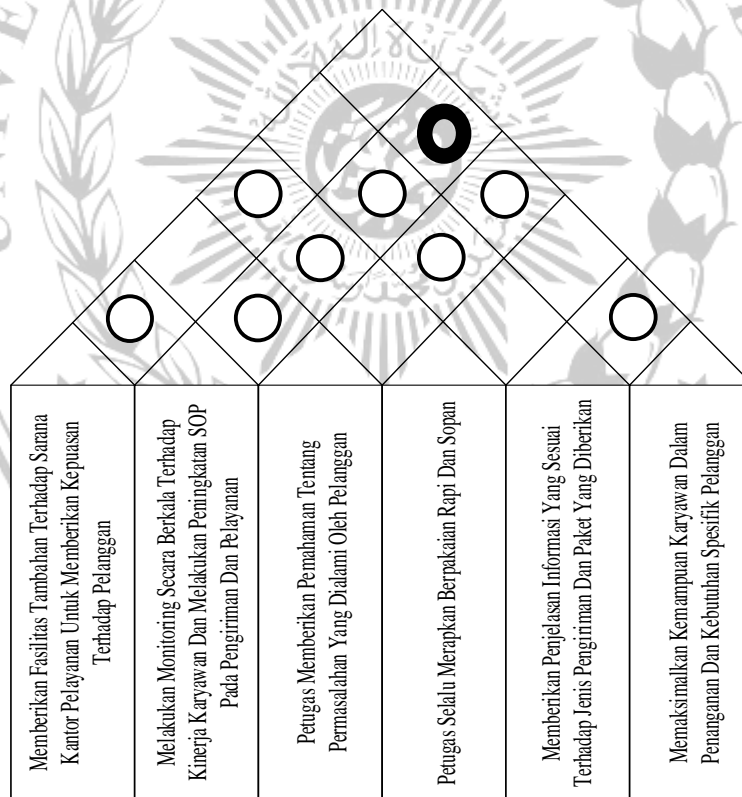 Memberikan Fasilitas Tambahan Terhadap Sarana
Kantor Pelayanan Untuk Memberikan Kepuasan
Terhadap Pelanggan
Melakukan Monitoring Secara Berkala Terhadap
Kinerja Karyawan Dan Melakukan Peningkatan SOP
Pada Pengiriman Dan Pelayanan
Petugas Memberikan Pemahaman Tentang
Permasalahan Yang Dialami Oleh Pelanggan
Petugas Selalu Merapkan Berpakaian Rapi Dan Sopan
Memberikan Penjelasan Informasi Yang Sesuai
Terhadap Jenis Pengiriman Dan Paket Yang Diberikan
Memaksimalkan Kemampuan Karyawan Dalam
Penanganan Dan Kebutuhan Spesifik Pelanggan